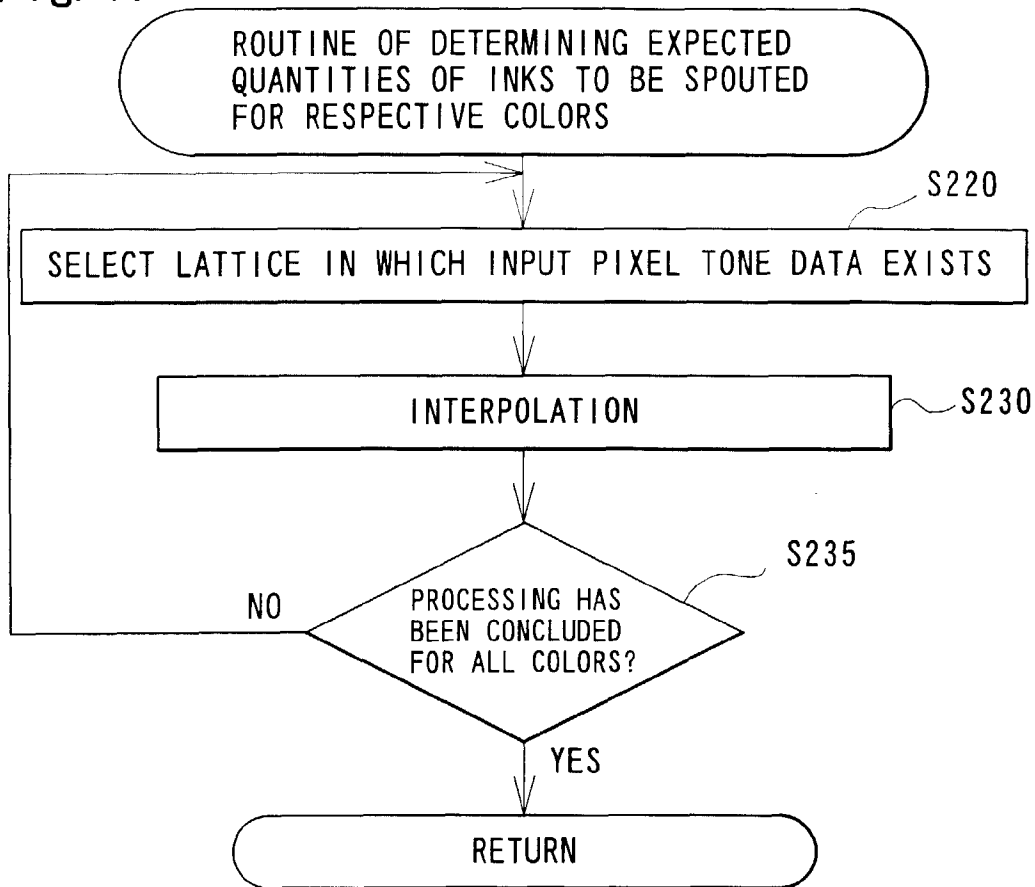 ROUTINE OF DETERMINING EXPECTED
QUANTITIES OF INKS TO BE SPOUTED
FOR RESPECTIVE COLORS
S220
SELECT LATTICE IN WHICH INPUT PIXEL TONE DATA EXISTS
INTERPOLATION
S230
S235
PROCESSING HAS
BEEN CONCLUDED
FOR ALL COLORS?
NO
YES
RETURN